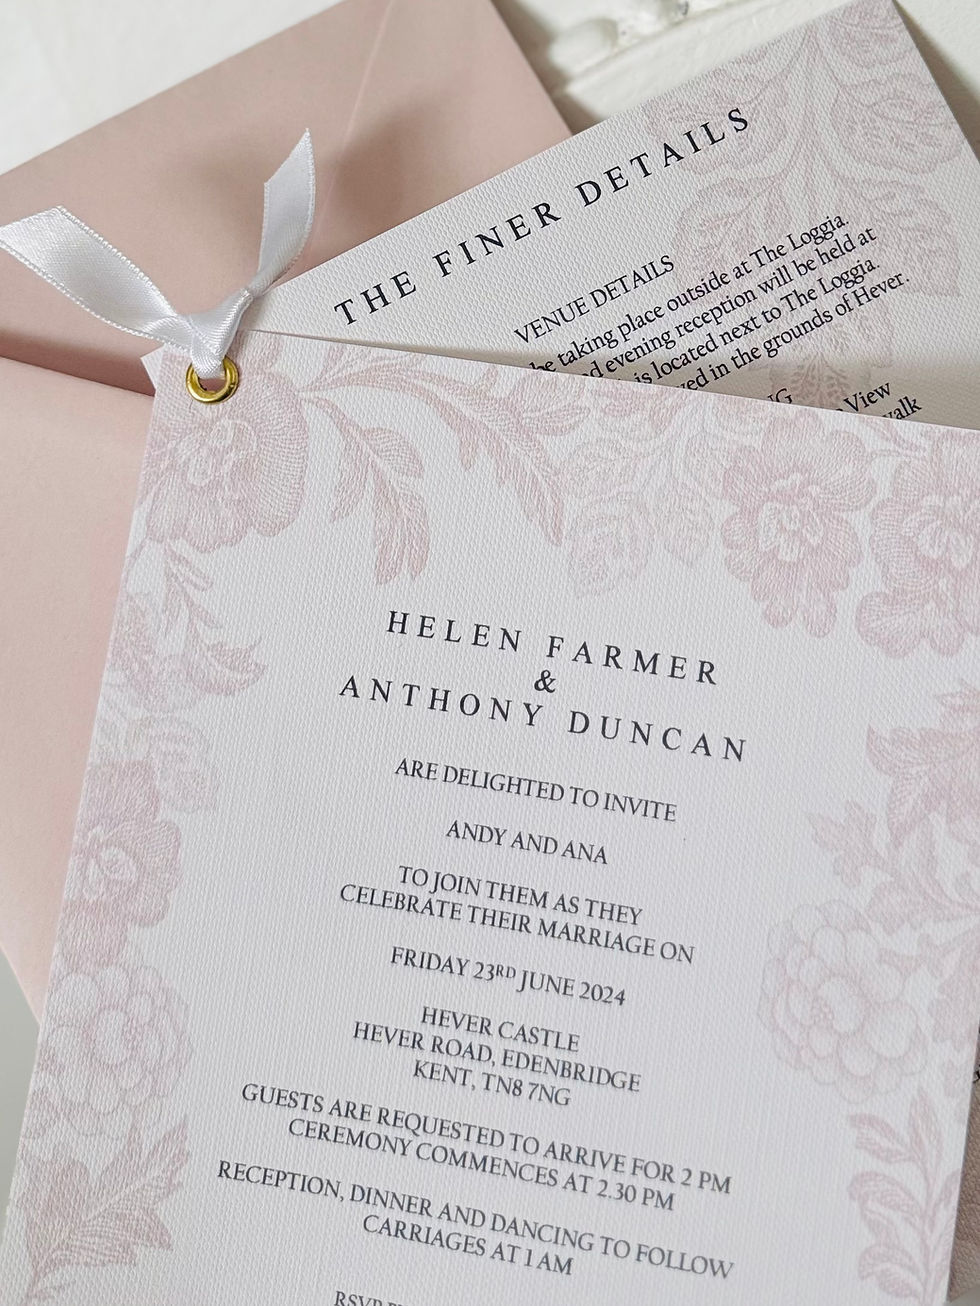 THE FINER DETAILS
VENUE DETAILS
taking place outside at The Loggia.
evening reception will be held at
is located next to The Loggia.
in the grounds of Hever.
View
HELEN FARMER
&
ANTHONY DUNCAN
ARE DELIGHTED TO INVITE
ANDY AND ANA
TO JOIN THEM AS THEY
CELEBRATE THEIR MARRIAGE ON
FRIDAY 23RD JUNE 2024
HEVER CASTLE
HEVER ROAD, EDENBRIDGE
KENT, TN8 7NG
GUESTS ARE REQUESTED TO ARRIVE FOR 2 PM
CEREMONY COMMENCES AT 2.30 PM
RECEPTION, DINNER AND DANCING TO FOLLOW
CARRIAGES AT 1 AM
RSVP